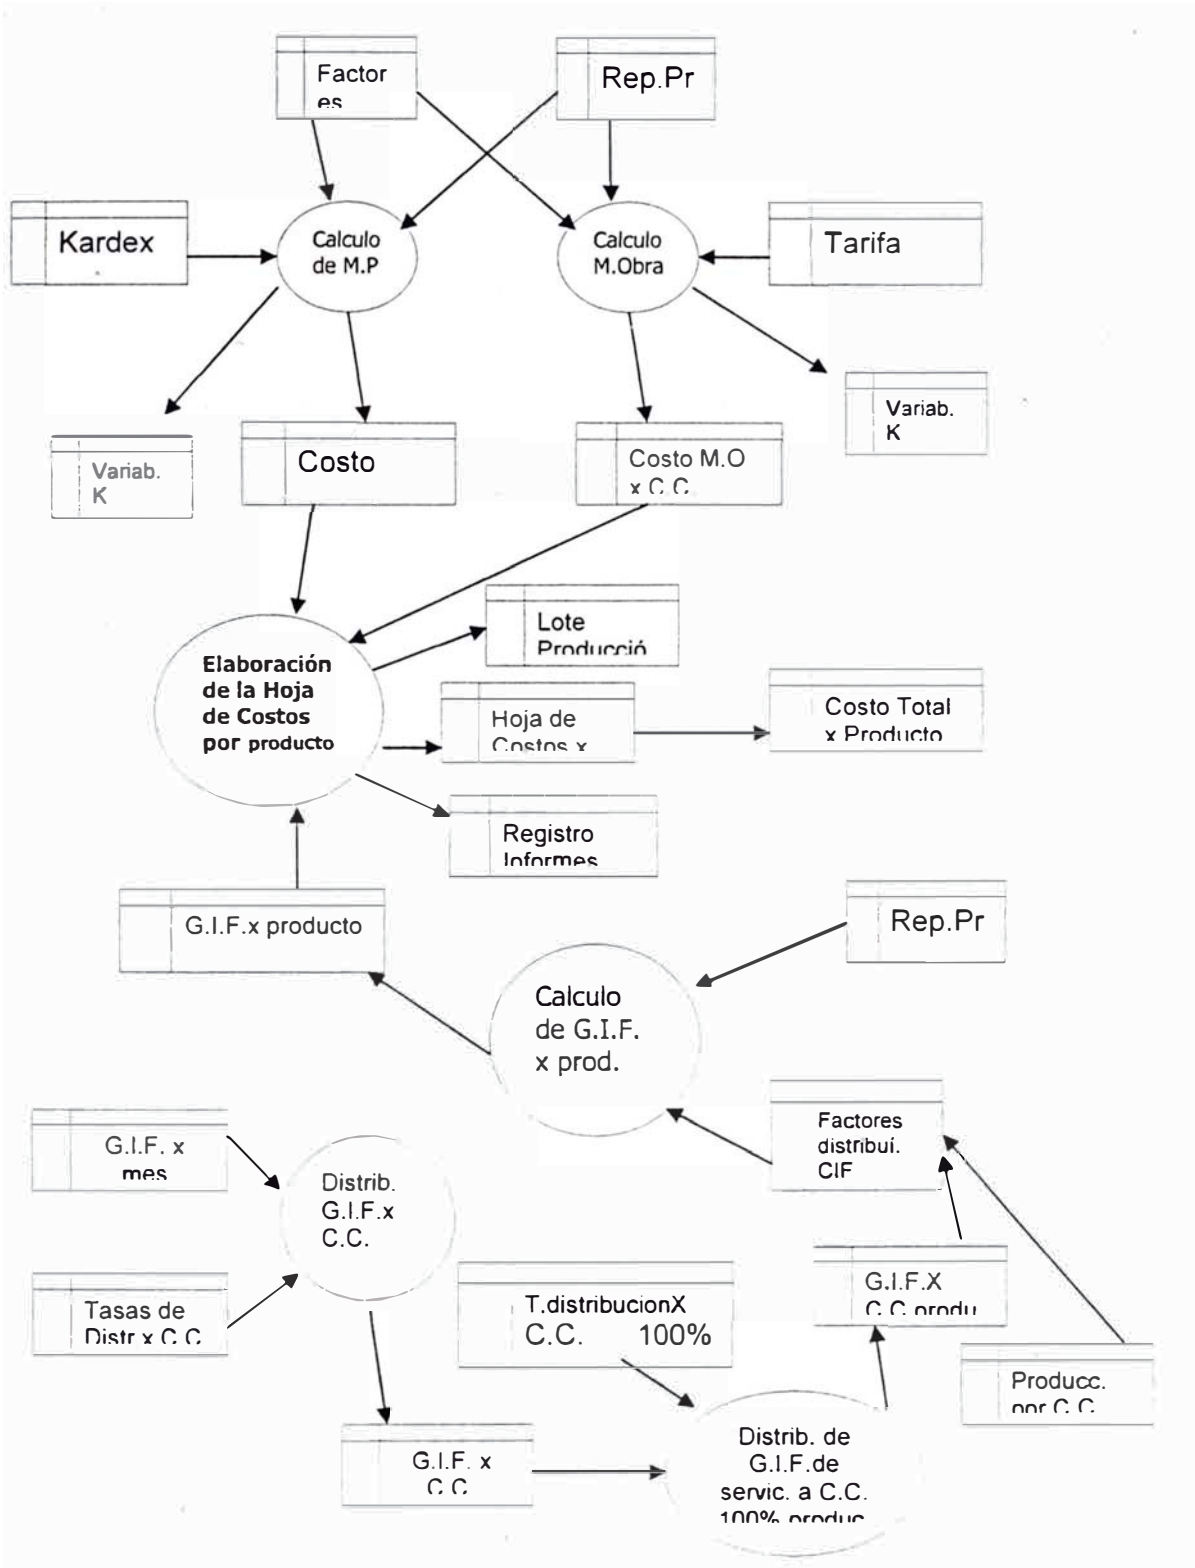 Factor
es
Rep.Pr
Kardex
Calculo
de M.P
Calculo
M.Obra
Tarifa
Variab.
K
Variab.
K
Costo
Costo M.O
x C.C.
Lote
Producció
Elaboración
de la Hoja
de Costos
por producto
Hoja de
Costos x
Costo Total
x Producto
Registro
Informes
G.I.F.x producto
Rep.Pr
Calculo
de G.I.F.
x prod.
Factores
distribuí.
CIF
G.I.F. x
mes
Distrib.
G.I.F.x
C.C.
Tasas de
Distr x C.C
T.distribucionX
C.C. 100%
G.I.F.X
C.C.produ
Producc.
por C.C.
G.I.F. x
C.C
Distrib. de
G.I.F.de
servic. a C.C.
100% produc